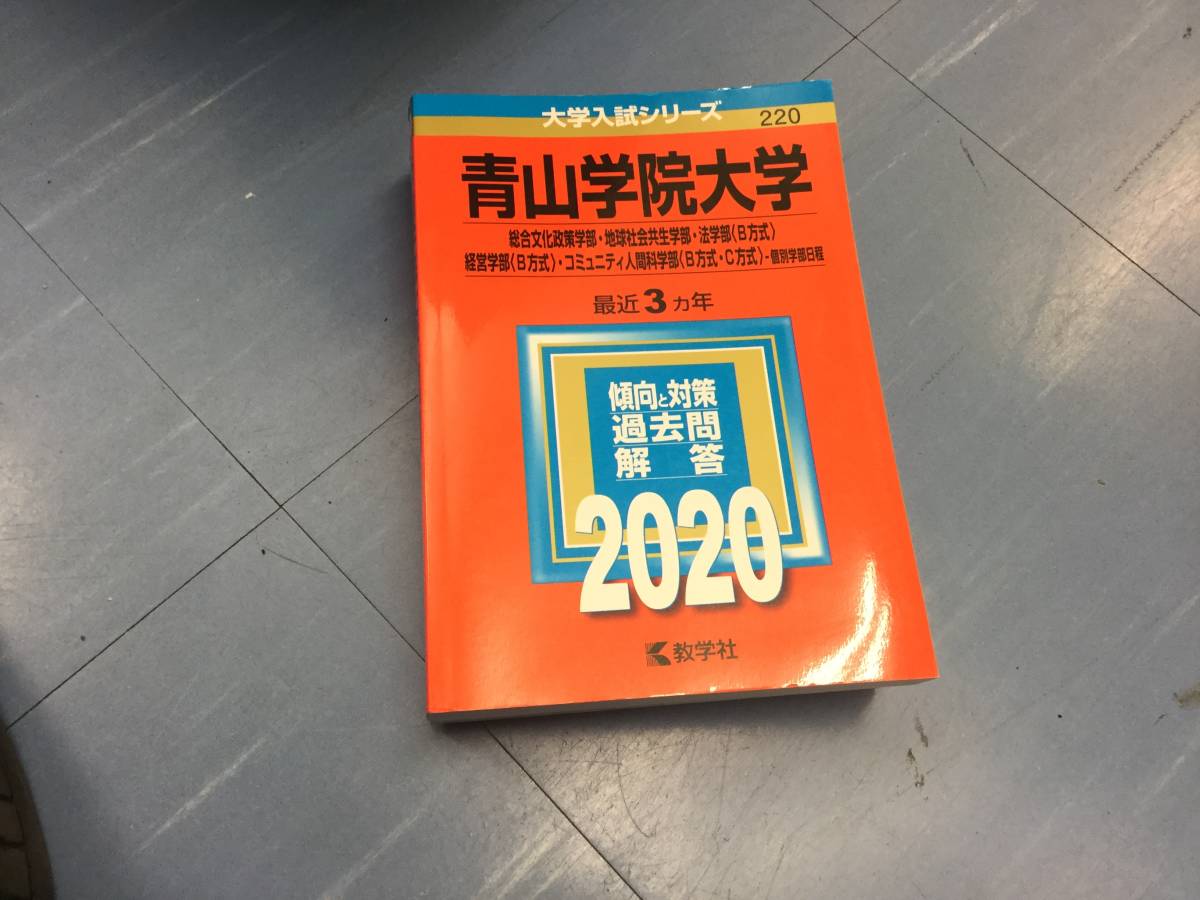 大学入試シリーズ 220
青山学院大学
総合文化政策学部・地球社会共生学部・法学部〈B方式〉
経営学部〈B方式〉・コミュニティ人間科学部〈B方式・C方式〉-個別学部日程
最近3ヵ年
傾向と対策
過去問
解答
2020
教学社